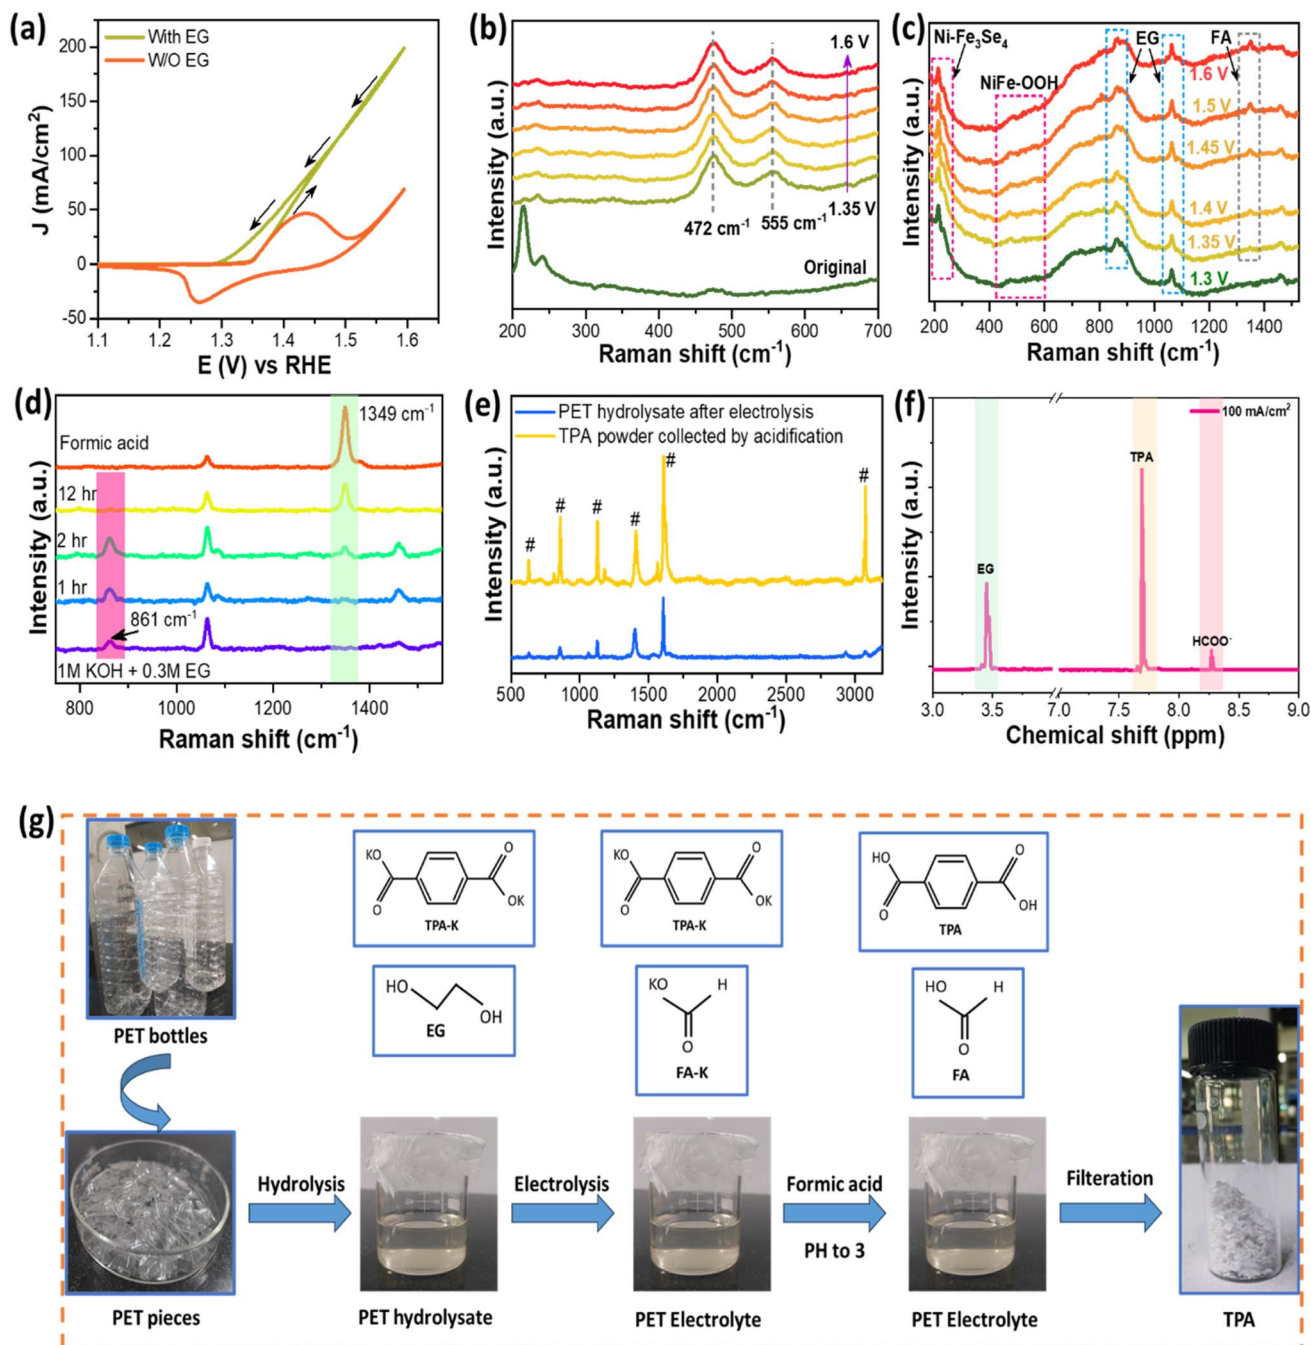 (a)
With EG
W/O EG
200
150
100
50
0
-50
1.1
1.2
1.3
1.4
1.5
1.6
J (mA/cm²)
E (V) vs RHE
(b)
1.6 V
1.35 V
472 cm⁻¹
555 cm⁻¹
Original
200
300
400
500
600
700
Intensity (a.u.)
Raman shift (cm⁻¹)
(c)
Ni-Fe₃Se₄
NiFe-OOH
EG
FA
1.6 V
1.5 V
1.45 V
1.4 V
1.35 V
1.3 V
200
400
600
800
1000
1200
1400
Intensity (a.u.)
Raman shift (cm⁻¹)
(d)
1349 cm⁻¹
Formic acid
12 hr
2 hr
1 hr
861 cm⁻¹
1M KOH + 0.3M EG
800
1000
1200
1400
Intensity (a.u.)
Raman shift (cm⁻¹)
(e)
PET hydrolysate after electrolysis
TPA powder collected by acidification
#
#
#
#
#
#
500
1000
1500
2000
2500
3000
Intensity (a.u.)
Raman shift (cm⁻¹)
(f)
100 mA/cm²
EG
TPA
HCOO⁻
3.0
3.5
7.0
7.5
8.0
8.5
9.0
Intensity (a.u.)
Chemical shift (ppm)
(g)
PET bottles
PET pieces
Hydrolysis
KO
O
O
OK
TPA-K
HO
OH
EG
PET hydrolysate
Electrolysis
KO
O
O
OK
TPA-K
KO
H
O
FA-K
PET Electrolyte
Formic acid
PH to 3
HO
O
O
OH
TPA
HO
H
O
FA
PET Electrolyte
Filteration
TPA